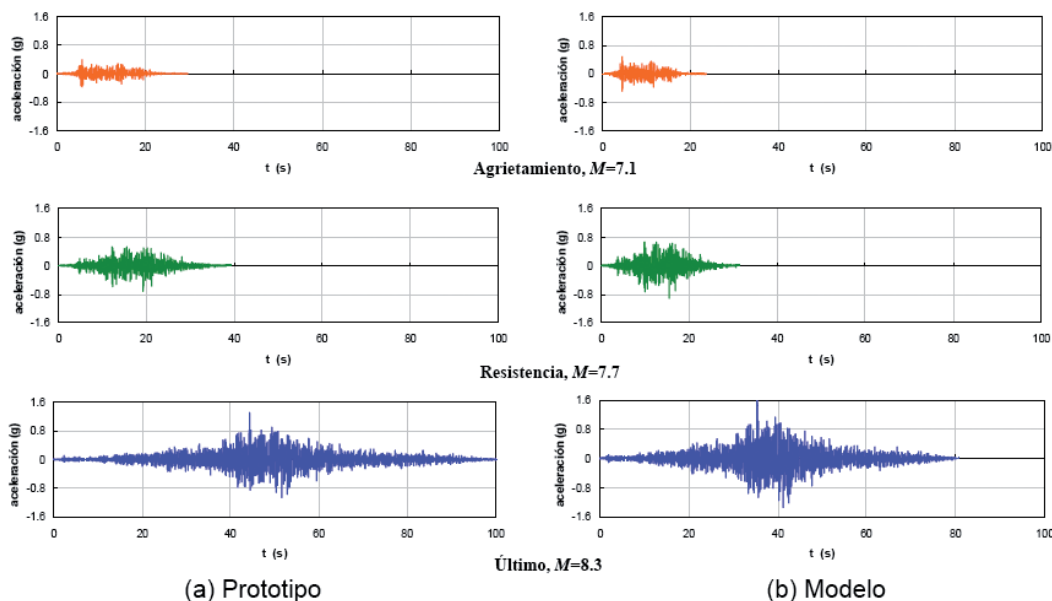 aceleración (g)
1.6
0.8
0
-0.8
-1.6
0 20 40 60 80 100
t (s)
aceleración (g)
1.6
0.8
0
-0.8
-1.6
0 20 40 60 80 100
t (s)
Agrietamiento, M=7.1
aceleración (g)
1.6
0.8
0
-0.8
-1.6
0 20 40 60 80 100
t (s)
aceleración (g)
1.6
0.8
0
-0.8
-1.6
0 20 40 60 80 100
t (s)
Resistencia, M=7.7
aceleración (g)
1.6
0.8
0
-0.8
-1.6
0 20 40 60 80 100
t (s)
aceleración (g)
1.6
0.8
0
-0.8
-1.6
0 20 40 60 80 100
t (s)
Último, M=8.3
(a) Prototipo
(b) Modelo